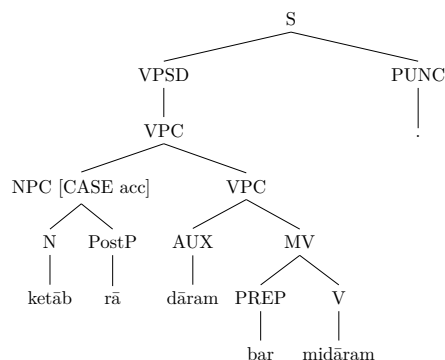 S
VPSD PUNC
VPC .
NPC [CASE acc] VPC
N PostP AUX MV
ketāb rā dāram PREP V
bar midāram